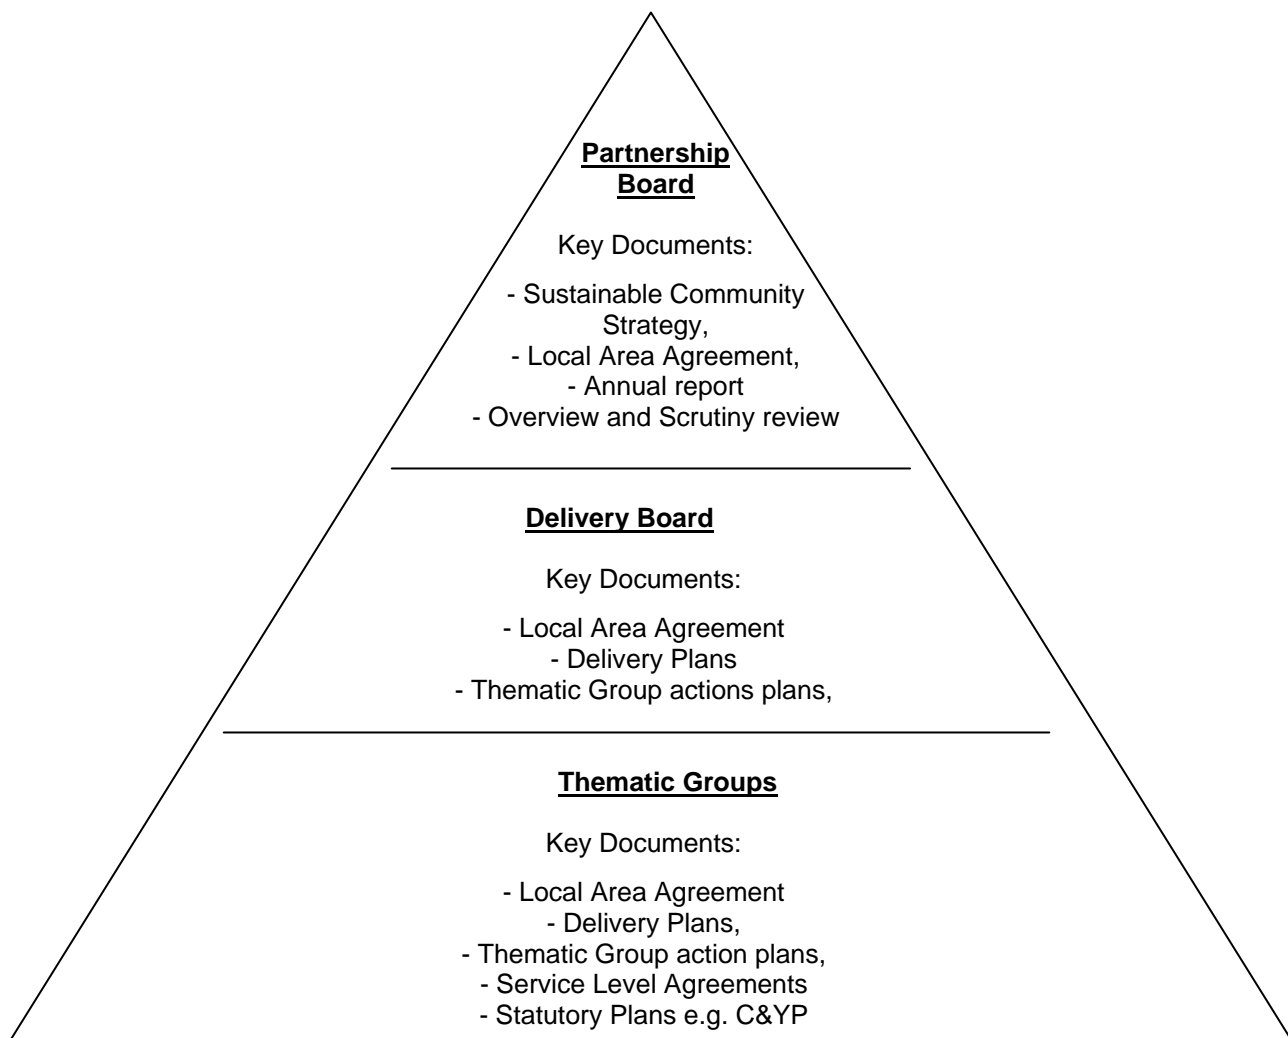 Partnership
Board
Key Documents:
- Sustainable Community
Strategy,
- Local Area Agreement,
- Annual report
- Overview and Scrutiny review
Delivery Board
Key Documents:
- Local Area Agreement
- Delivery Plans
- Thematic Group actions plans,
Thematic Groups
Key Documents:
- Local Area Agreement
- Delivery Plans,
- Thematic Group action plans,
- Service Level Agreements
- Statutory Plans e.g. C&YP